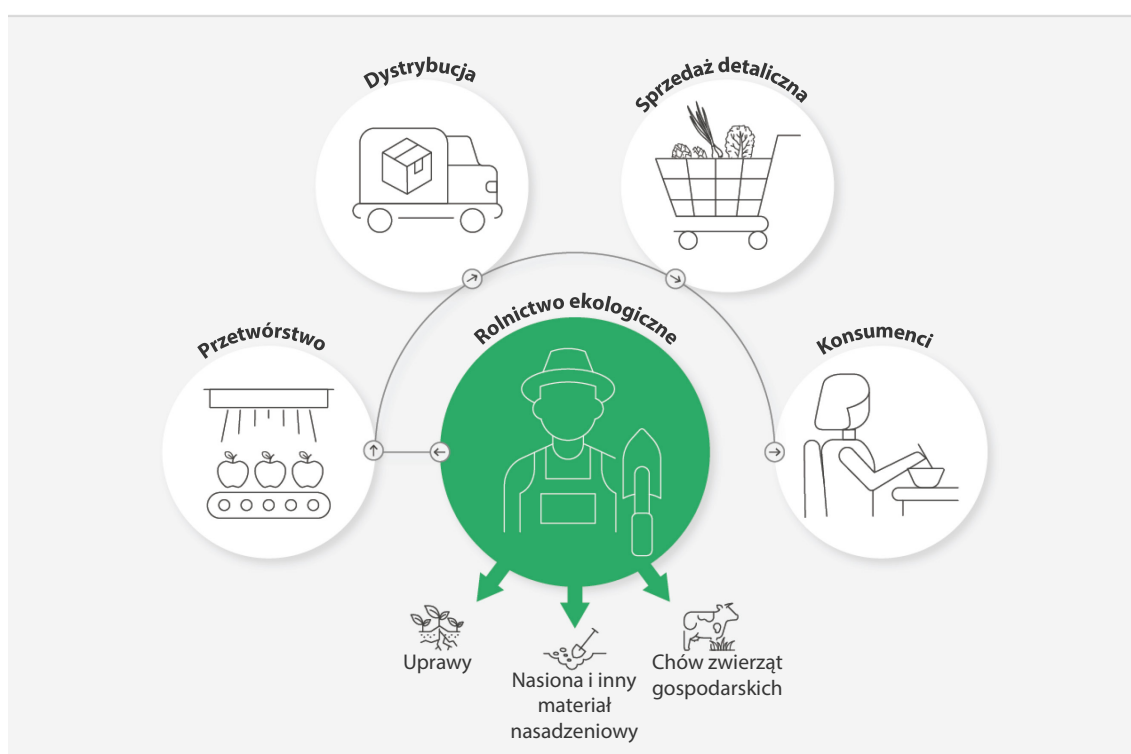 Dystrybucja
Sprzedaż detaliczna
Przetwórstwo
Rolnictwo ekologiczne
Konsumenci
Uprawy
Nasiona i inny
materiał
nasadzeniowy
Chów zwierząt
gospodarskich